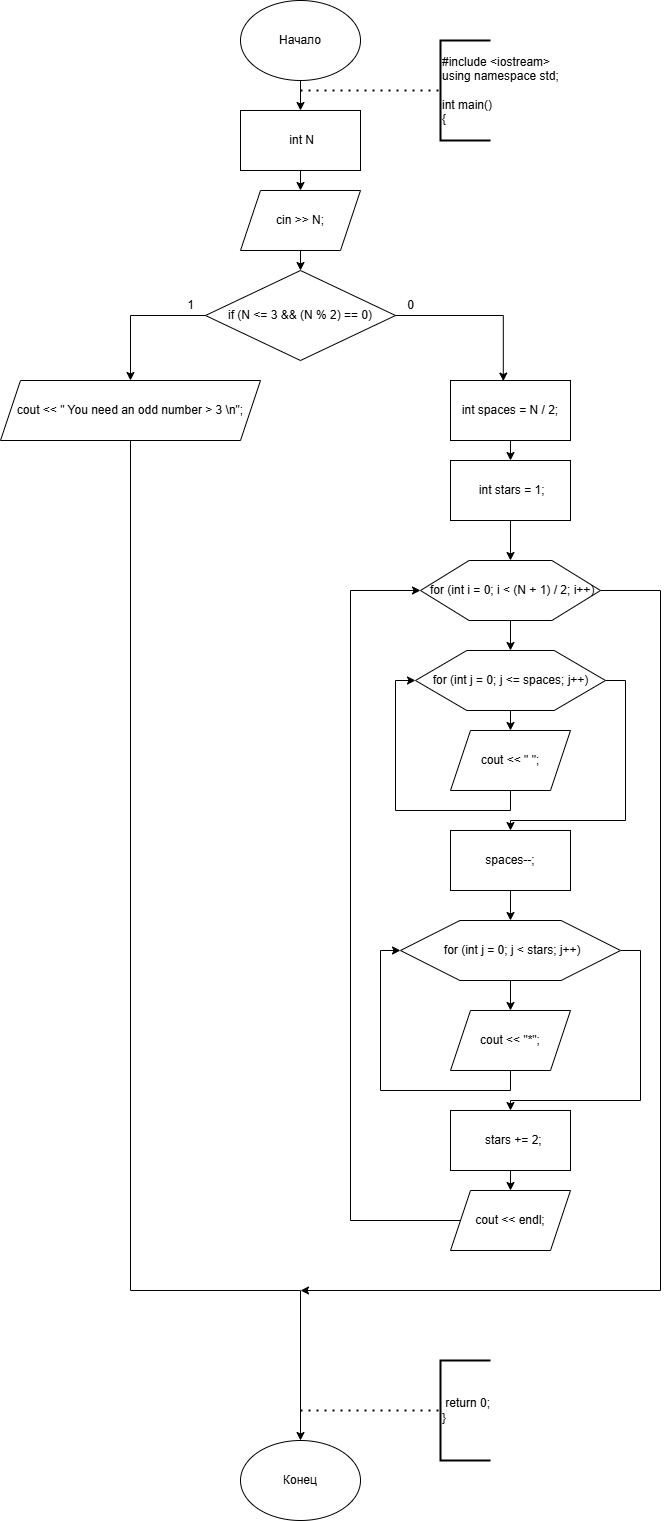 Начало
#include <iostream>
using namespace std;
int main()
{
int N
cin >> N;
if (N <= 3 && (N % 2) == 0)
1
0
cout << " You need an odd number > 3 \n";
int spaces = N / 2;
int stars = 1;
for (int i = 0; i < (N + 1) / 2; i++)
for (int j = 0; j <= spaces; j++)
cout << " ";
spaces--;
for (int j = 0; j < stars; j++)
cout << "*";
stars += 2;
cout << endl;
return 0;
}
Конец